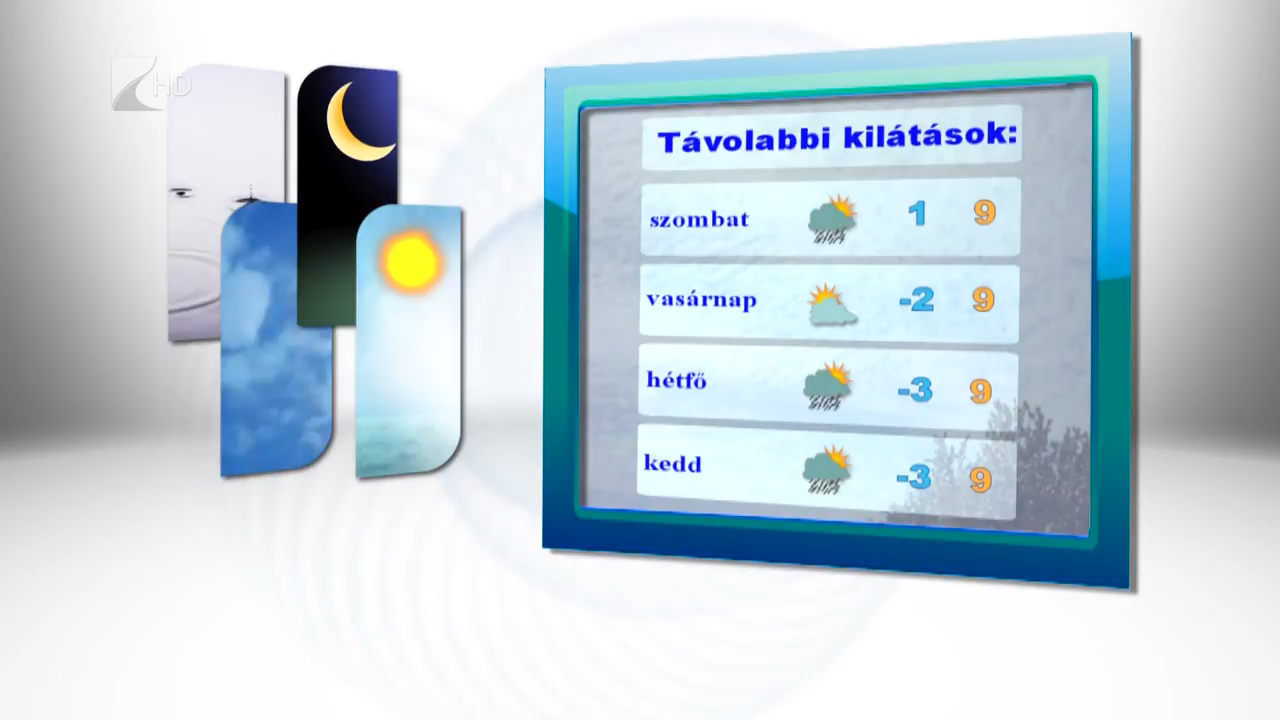 HD
Távolabbi kilátások:
szombat 1 9
vasárnap -2 9
hétfő -3 9
kedd -3 9